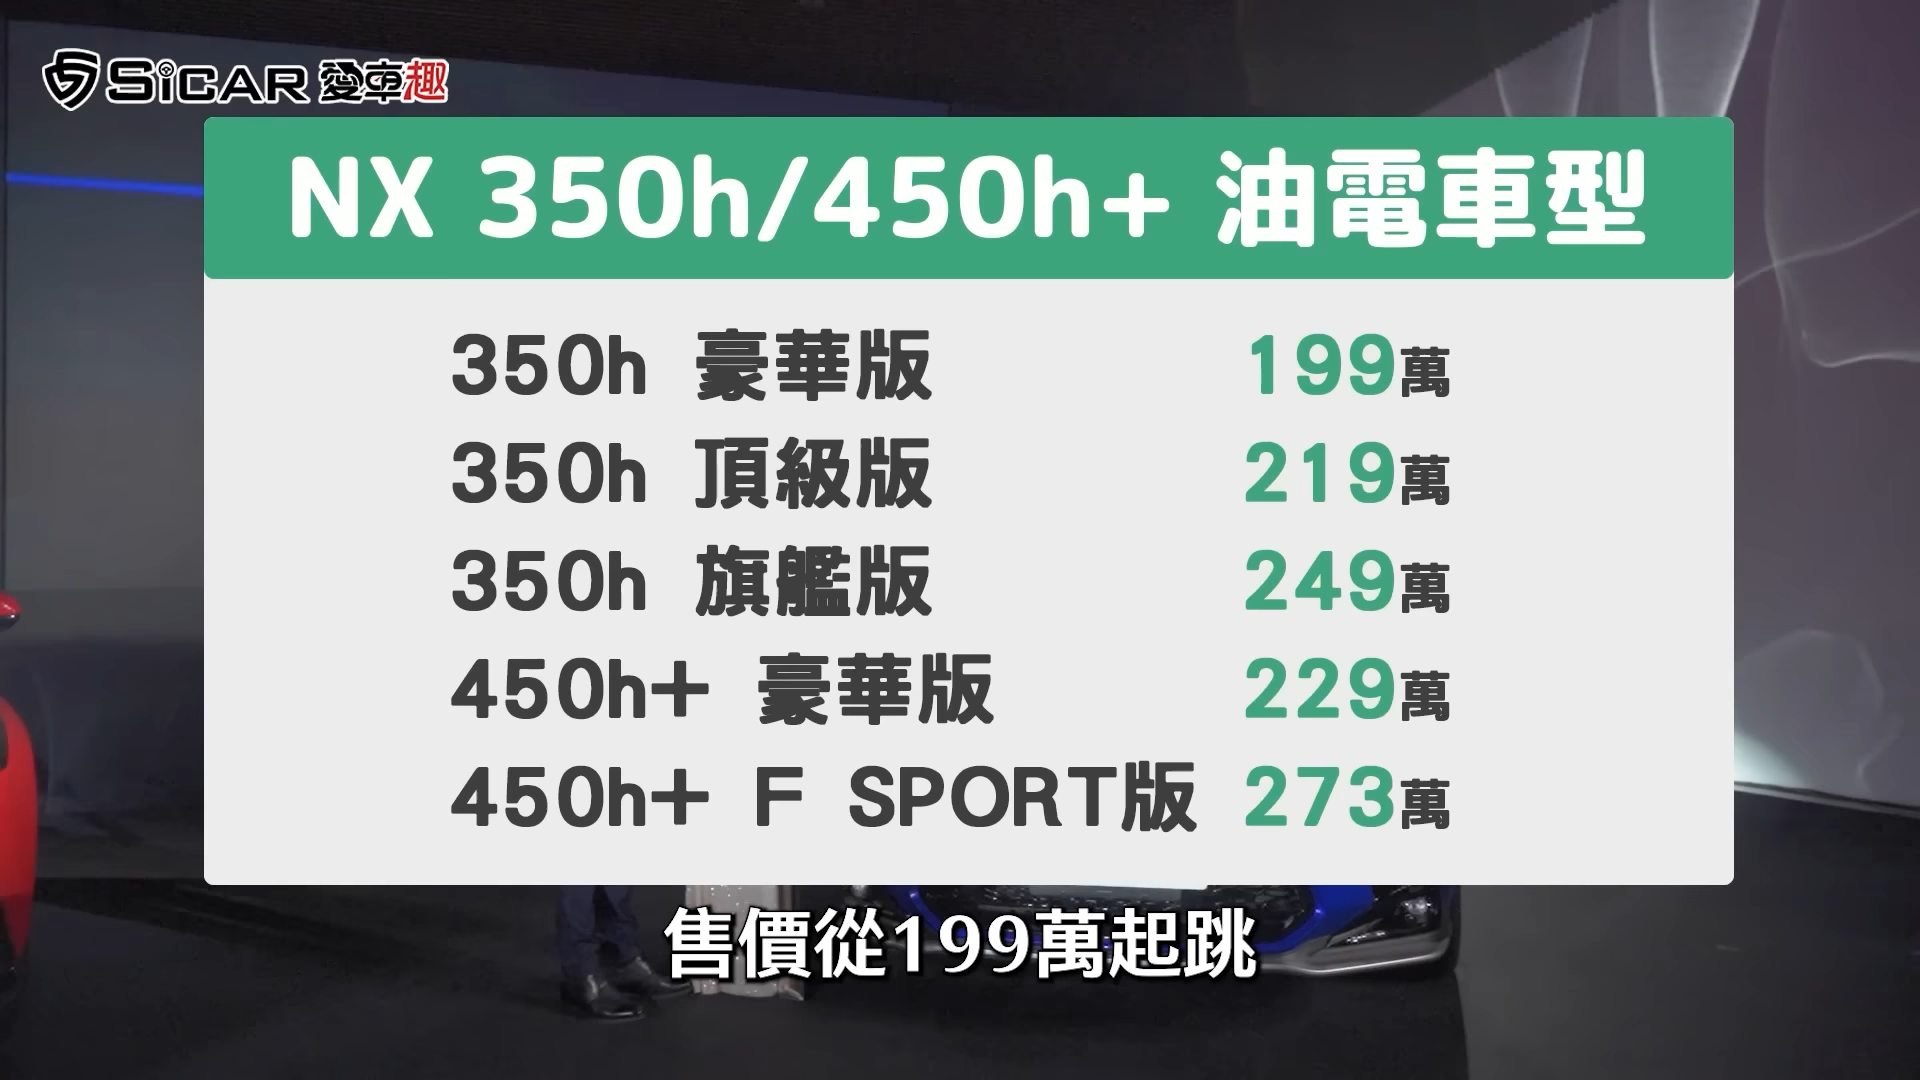 SiCAR 愛車趣
NX 350h/450h+ 油電車型
350h 豪華版 199萬
350h 頂級版 219萬
350h 旗艦版 249萬
450h+ 豪華版 229萬
450h+ F SPORT版 273萬
售價從199萬起跳